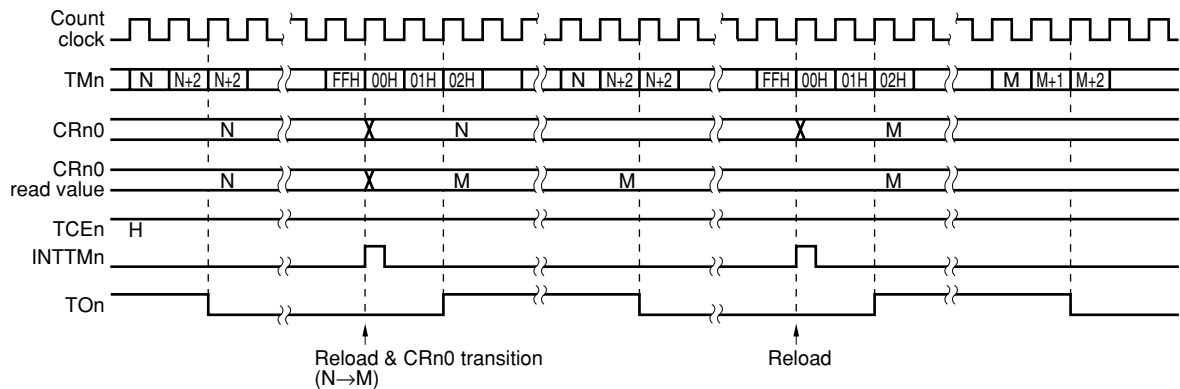 Count
clock
TMn N N+2 N+2 FFH 00H 01H 02H N N+2 N+2 FFH 00H 01H 02H M M+1 M+2
CRn0 N N M
CRn0
read value N M M M
TCEn
H
INTTMn
TOn
Reload & CRn0 transition
(N→M)
Reload